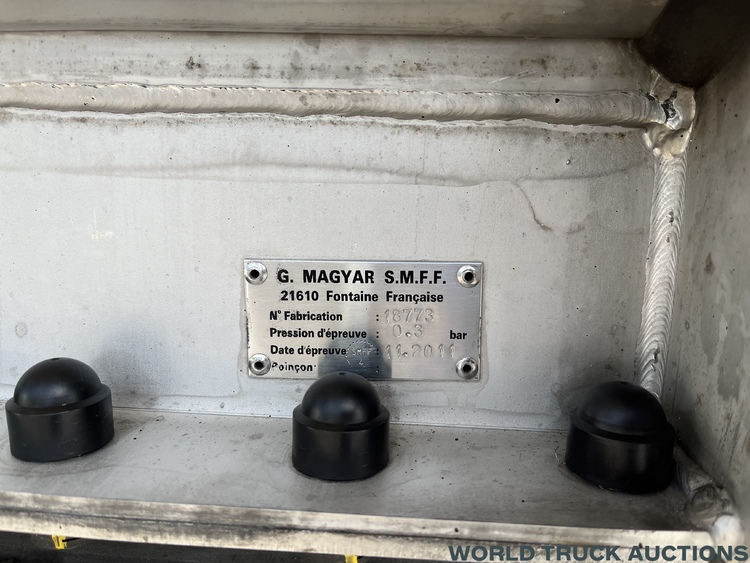 G. MAGYAR S.M.F.F.
21610 Fontaine Française
N° Fabrication : 18773
Pression d'épreuve : 0.3 bar
Date d'épreuve : 11.2011
Poinçon
WORLD TRUCK AUCTIONS